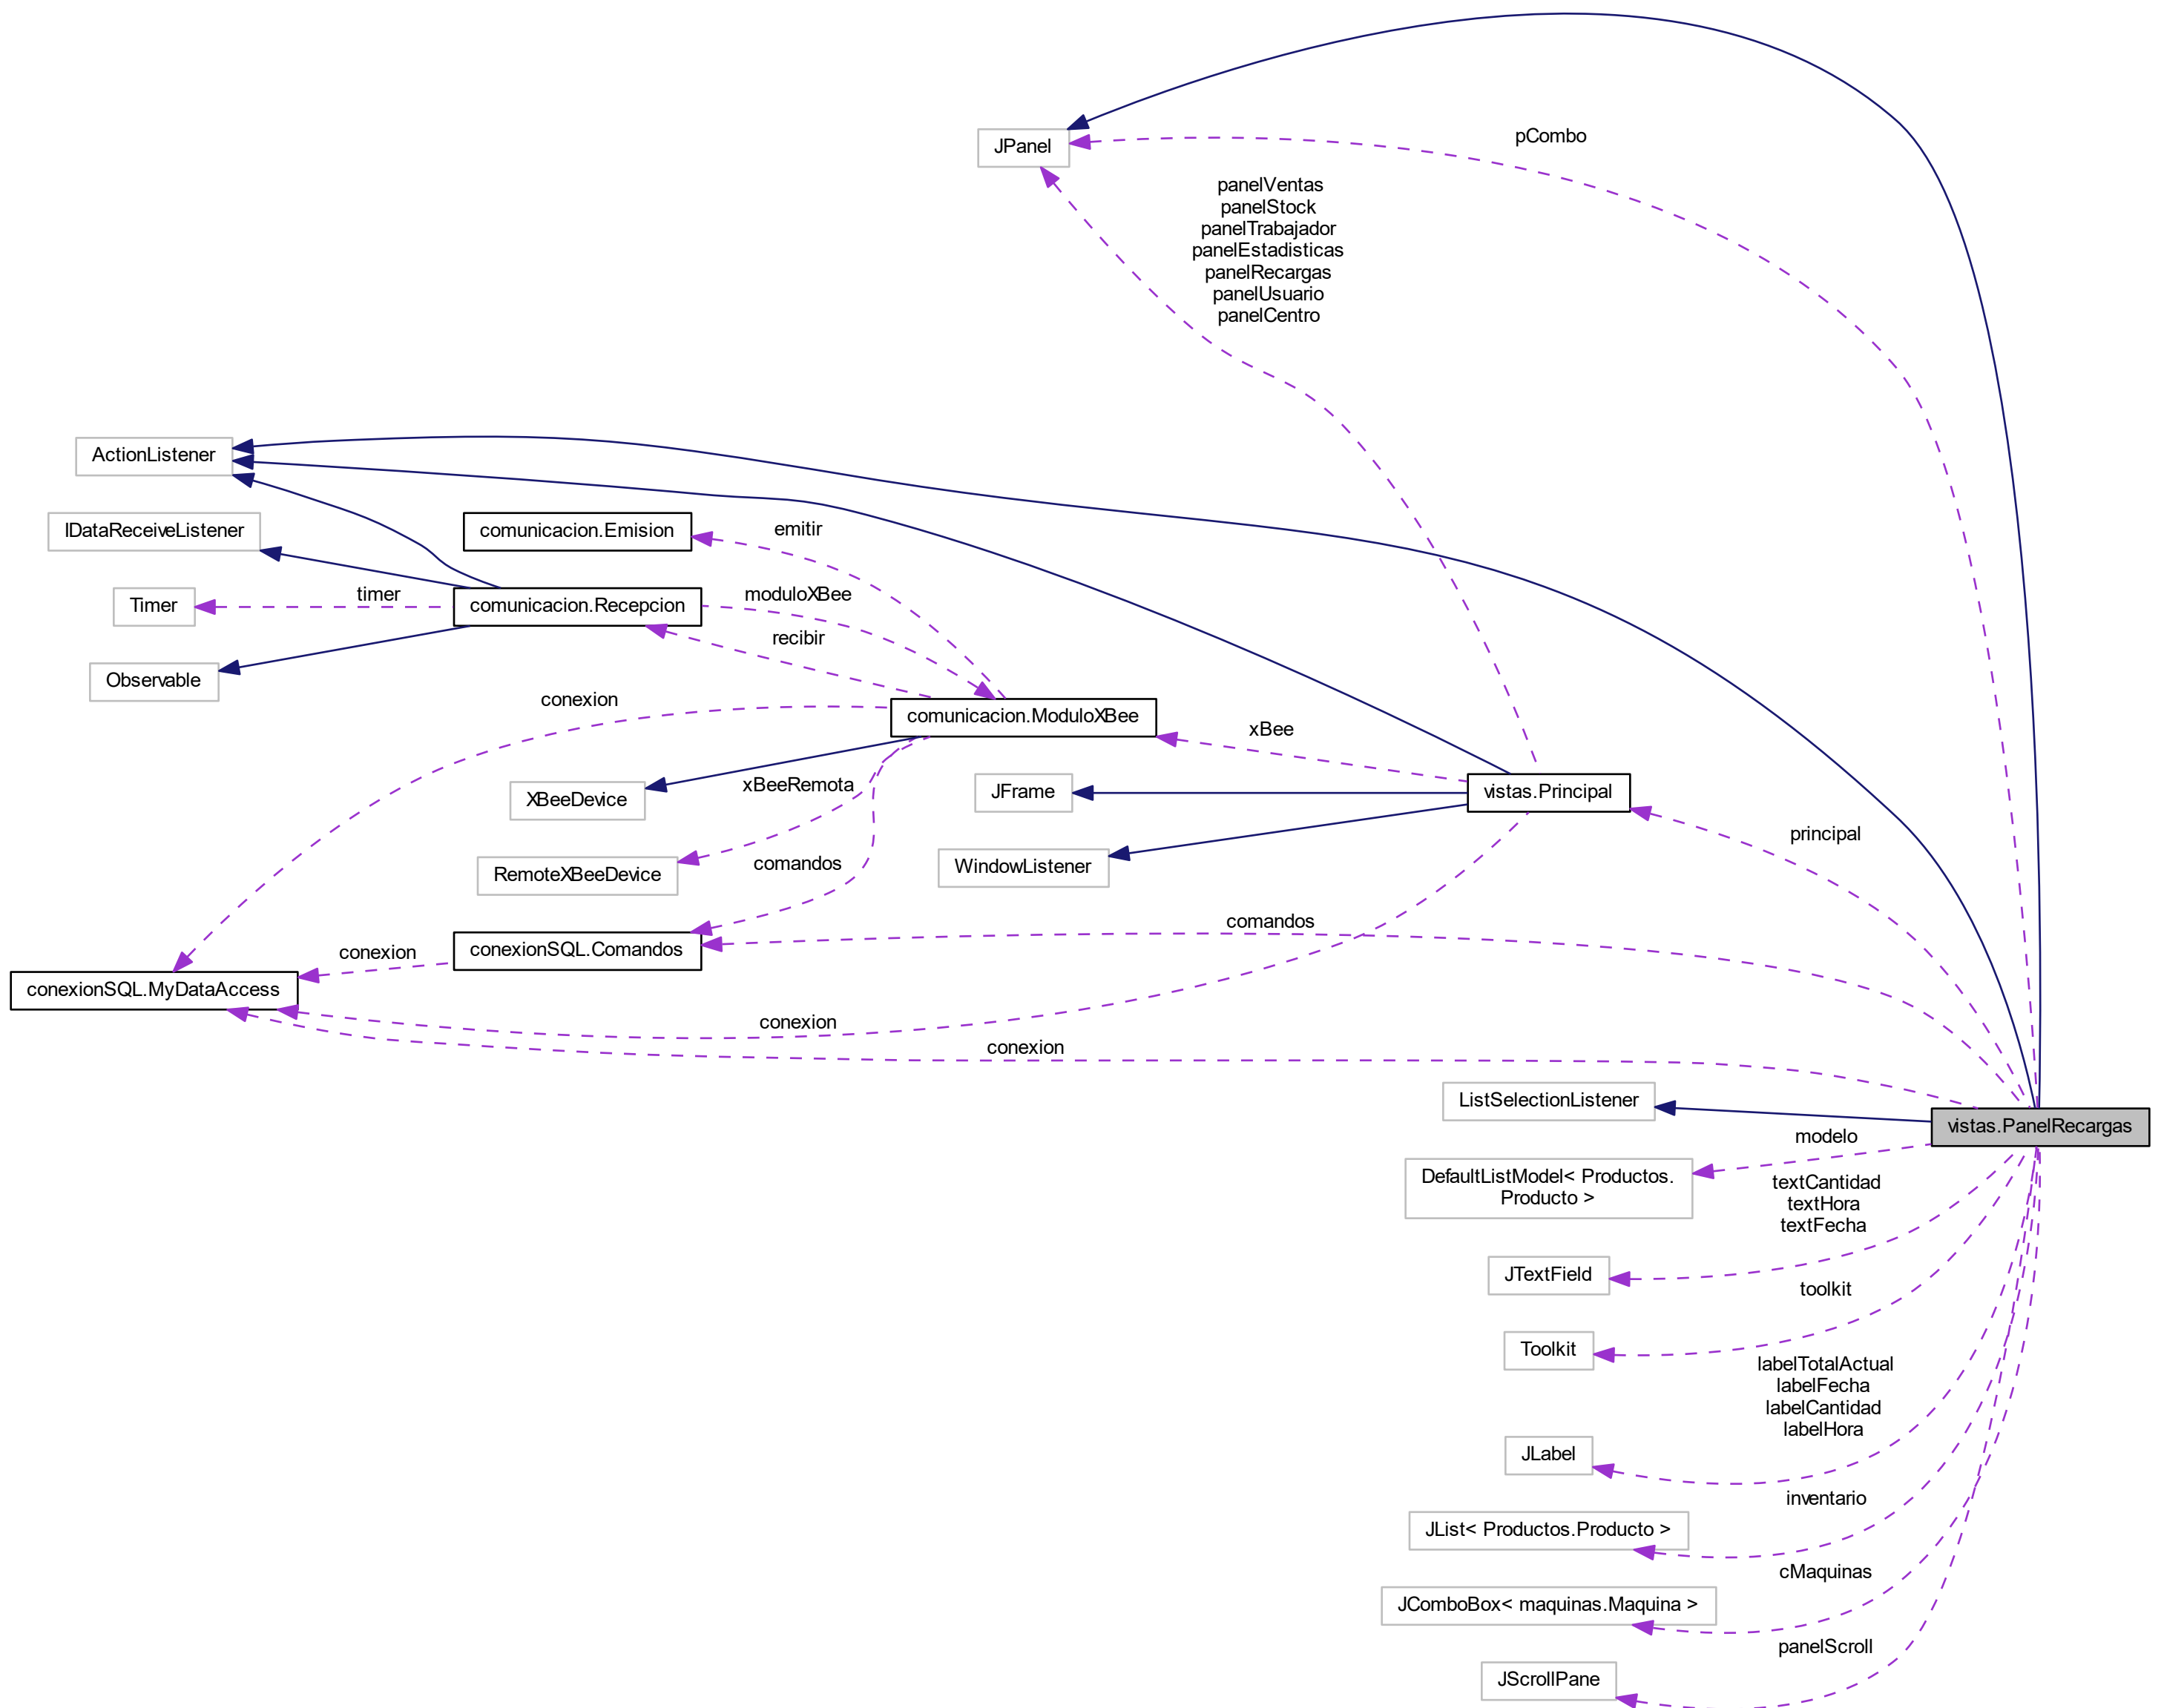 JPanel
pCombo
panelVentas
panelStock
panelTrabajador
panelEstadisticas
panelRecargas
panelUsuario
panelCentro
ActionListener
IDataReceiveListener
comunicacion.Emision
emitir
Timer
timer
comunicacion.Recepcion
moduloXBee
recibir
Observable
conexion
comunicacion.ModuloXBee
xBee
XBeeDevice
xBeeRemota
JFrame
vistas.Principal
principal
RemoteXBeeDevice
comandos
WindowListener
comandos
conexionSQL.Comandos
conexion
conexionSQL.MyDataAccess
conexion
conexion
ListSelectionListener
vistas.PanelRecargas
modelo
DefaultListModel< Productos.
Producto >
textCantidad
textHora
textFecha
JTextField
toolkit
Toolkit
labelTotalActual
labelFecha
labelCantidad
labelHora
JLabel
inventario
JList< Productos.Producto >
cMaquinas
JComboBox< maquinas.Maquina >
panelScroll
JScrollPane